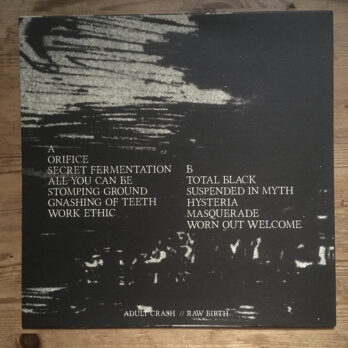 A
ORIFICE
SECRET FERMENTATION
ALL YOU CAN BE
STOMPING GROUND
GNASHING OF TEETH
WORK ETHIC
B
TOTAL BLACK
SUSPENDED IN MYTH
HYSTERIA
MASQUERADE
WORN OUT WELCOME
ADULT CRASH // RAW BIRTH